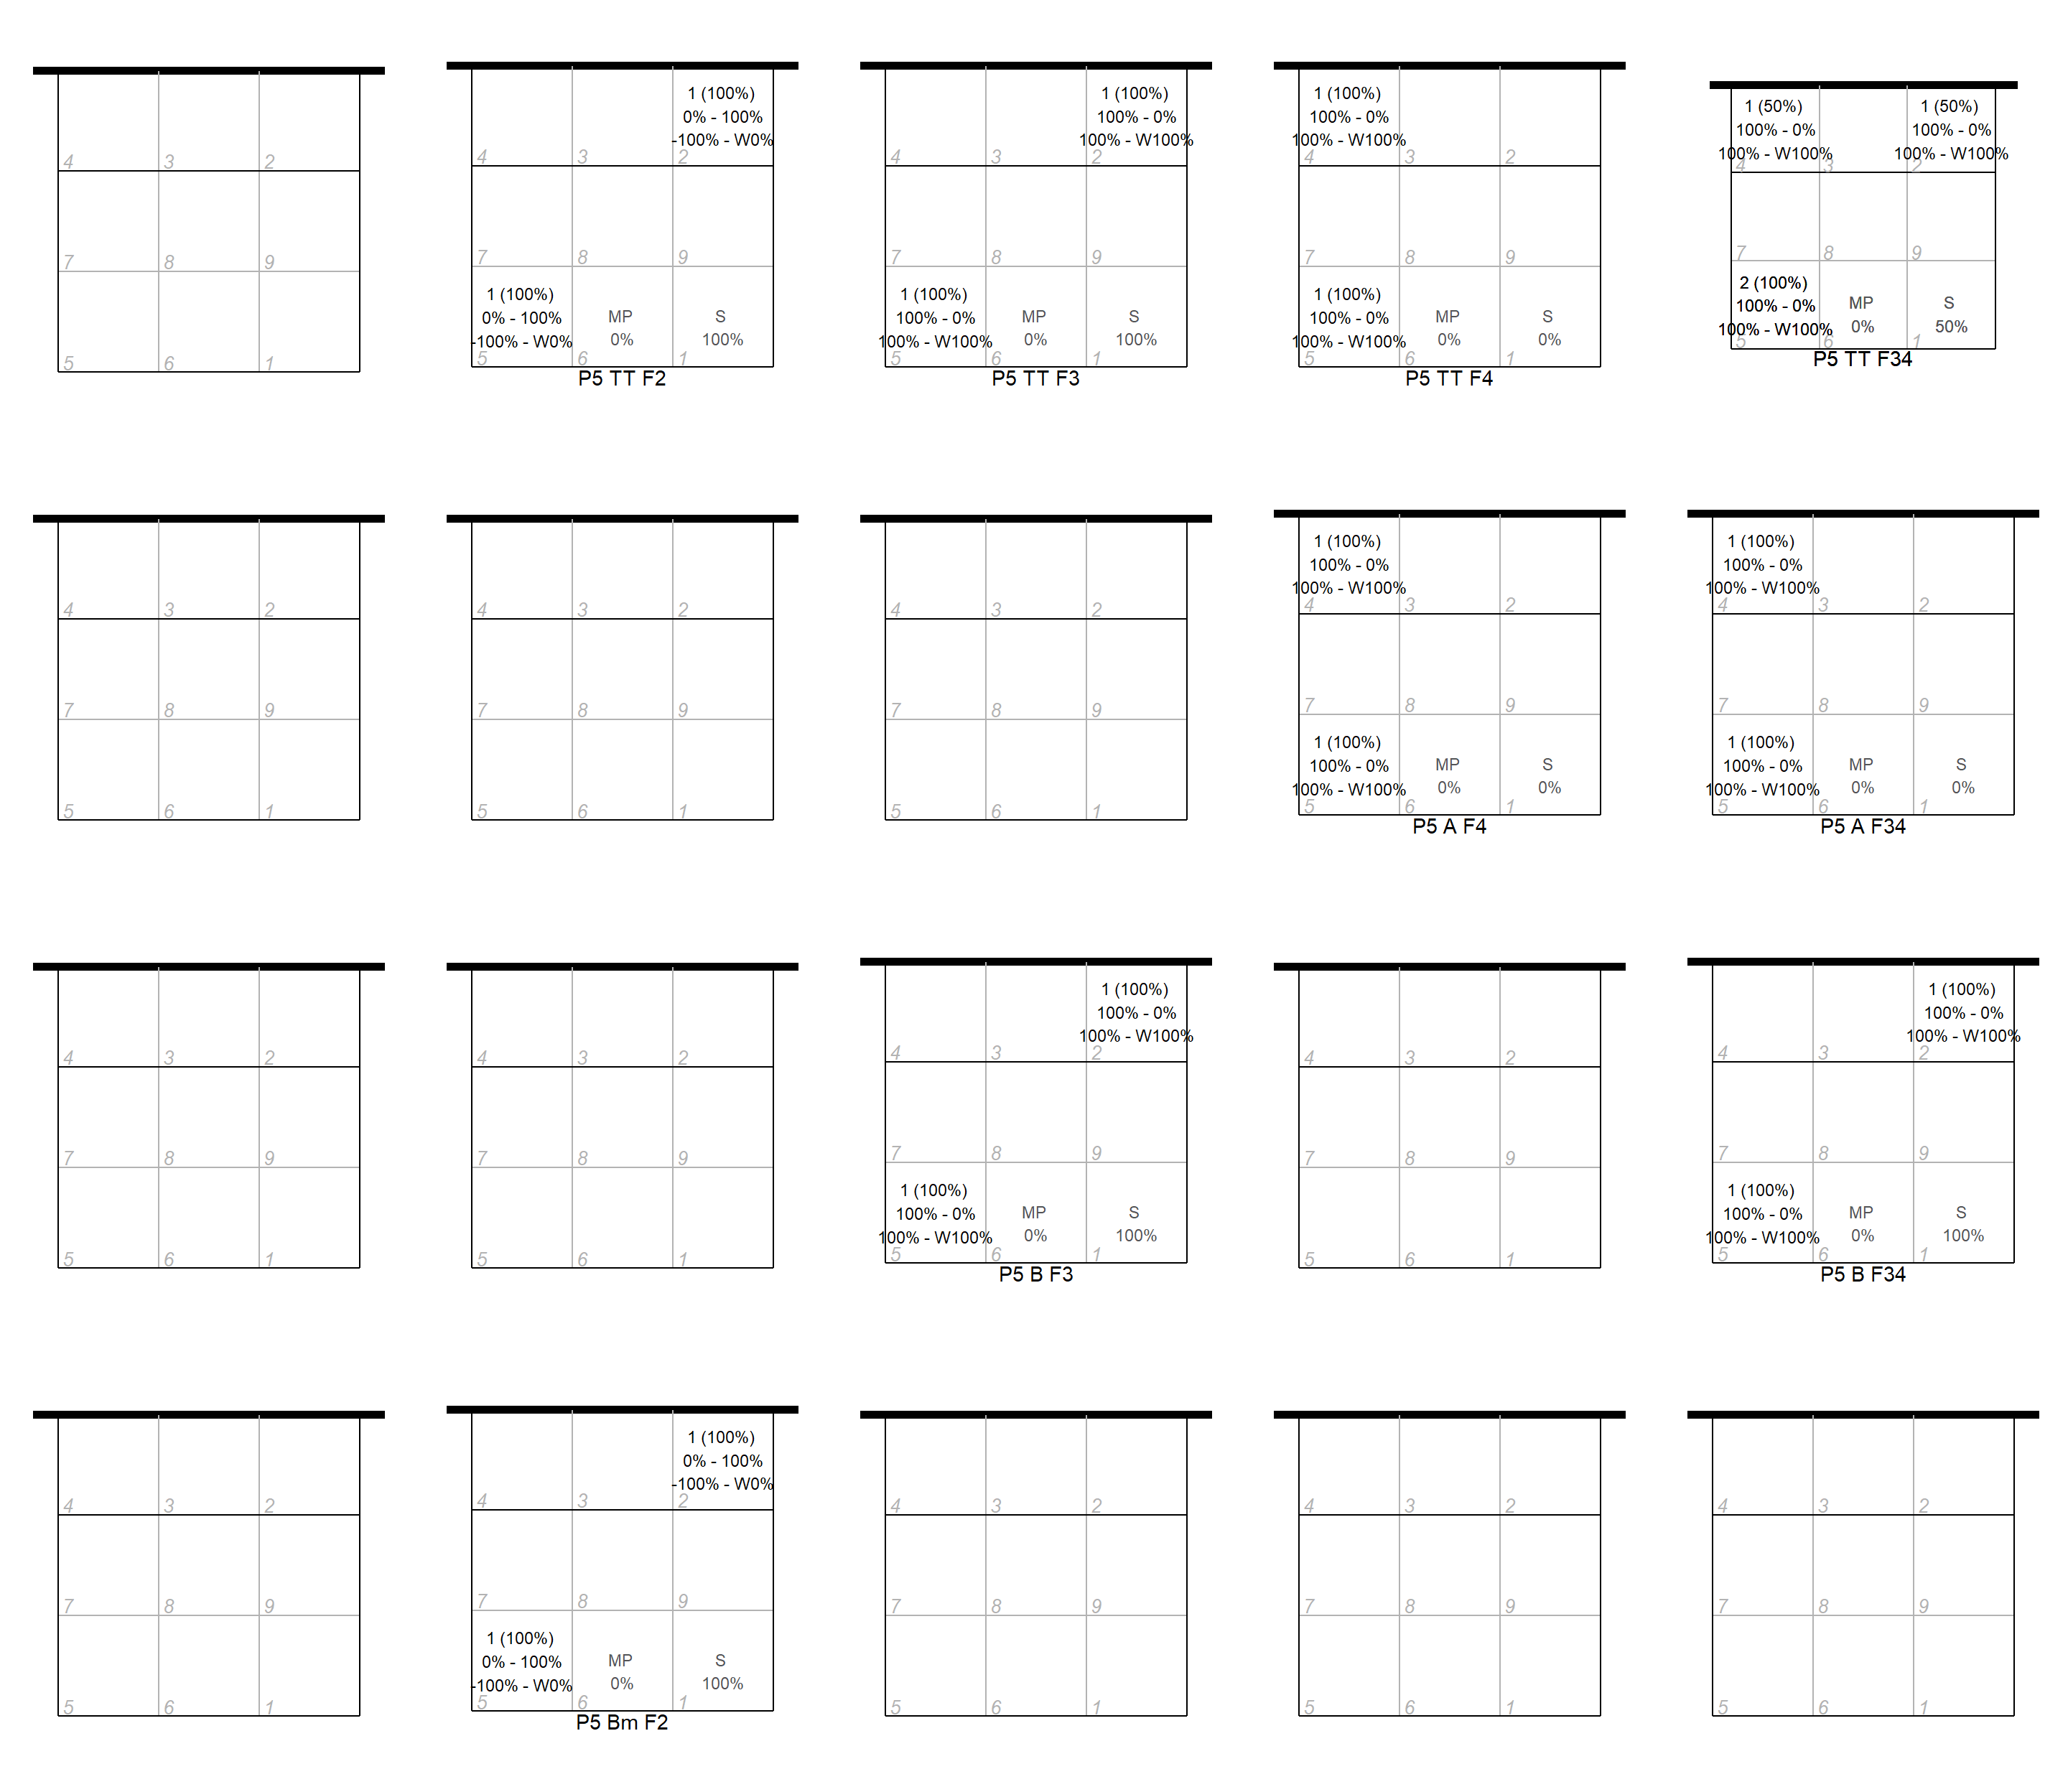 4 3 2
7 8 9
5 6 1
1 (100%)
0% - 100%
-100% - W0%
4 3 2
7 8 9
1 (100%)
0% - 100%
-100% - W0%
MP
0%
S
100%
5 6 1
P5 TT F2
1 (100%)
100% - 0%
100% - W100%
4 3 2
7 8 9
1 (100%)
100% - 0%
100% - W100%
MP
0%
S
100%
5 6 1
P5 TT F3
1 (100%)
100% - 0%
100% - W100%
4 3 2
7 8 9
1 (100%)
100% - 0%
100% - W100%
MP
0%
S
0%
5 6 1
P5 TT F4
1 (50%)
100% - 0%
100% - W100%
1 (50%)
100% - 0%
100% - W100%
4 3 2
7 8 9
2 (100%)
100% - 0%
100% - W100%
MP
0%
S
50%
5 6 1
P5 TT F34
4 3 2
7 8 9
5 6 1
4 3 2
7 8 9
5 6 1
4 3 2
7 8 9
5 6 1
1 (100%)
100% - 0%
100% - W100%
4 3 2
7 8 9
1 (100%)
100% - 0%
100% - W100%
MP
0%
S
0%
5 6 1
P5 A F4
1 (100%)
100% - 0%
100% - W100%
4 3 2
7 8 9
1 (100%)
100% - 0%
100% - W100%
MP
0%
S
0%
5 6 1
P5 A F34
4 3 2
7 8 9
5 6 1
4 3 2
7 8 9
5 6 1
1 (100%)
100% - 0%
100% - W100%
4 3 2
7 8 9
1 (100%)
100% - 0%
100% - W100%
MP
0%
S
100%
5 6 1
P5 B F3
4 3 2
7 8 9
5 6 1
1 (100%)
100% - 0%
100% - W100%
4 3 2
7 8 9
1 (100%)
100% - 0%
100% - W100%
MP
0%
S
100%
5 6 1
P5 B F34
4 3 2
7 8 9
5 6 1
1 (100%)
0% - 100%
-100% - W0%
4 3 2
7 8 9
1 (100%)
0% - 100%
-100% - W0%
MP
0%
S
100%
5 6 1
P5 Bm F2
4 3 2
7 8 9
5 6 1
4 3 2
7 8 9
5 6 1
4 3 2
7 8 9
5 6 1